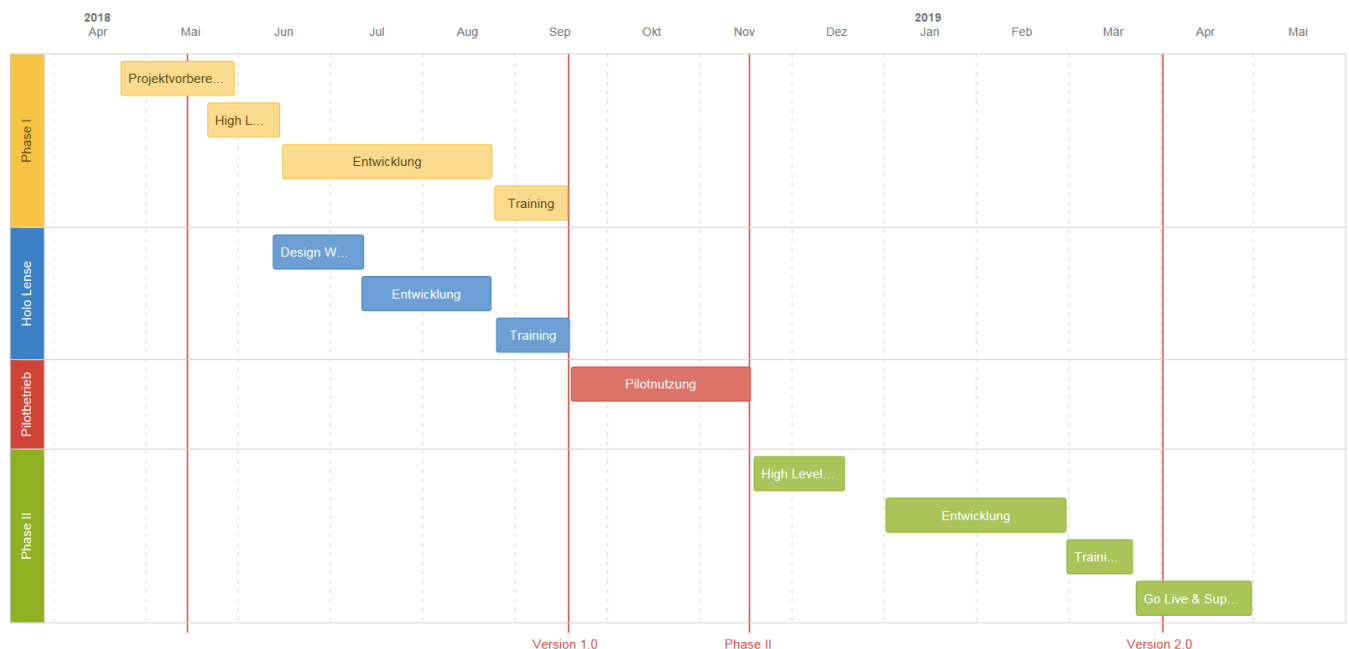 2018
2019
Apr Mai Jun Jul Aug Sep Okt Nov Dez Jan Feb Mär Apr Mai
Phase I
Projektvorbere...
High L...
Entwicklung
Training
Holo Lense
Design W...
Entwicklung
Training
Pilotbetrieb
Pilotnutzung
Phase II
High Level...
Entwicklung
Traini...
Go Live & Sup...
Version 1.0 Phase II Version 2.0